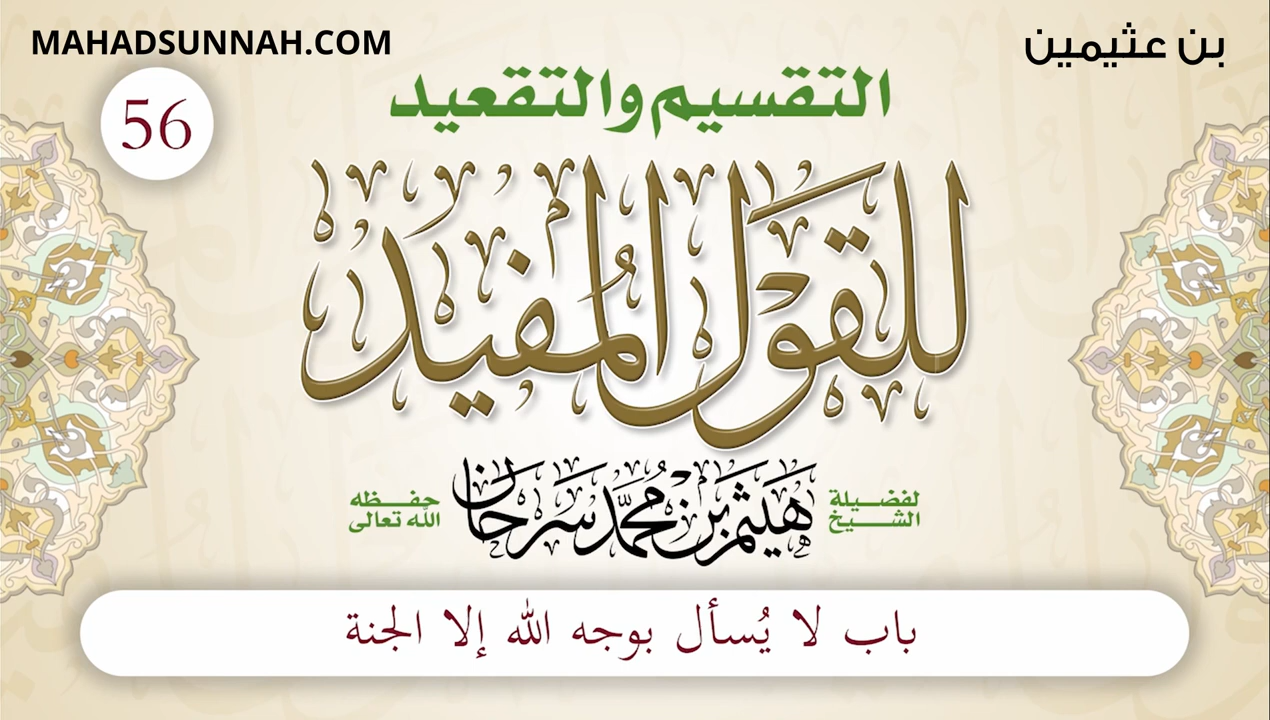 MAHADSUNNAH.COM
بن عثيمين
56
التقسيم والتقعيد
للقول المفيد
لفضيلة الشيخ هيثم بن محمد سرحان حفظه الله تعالى
باب لا يُسأل بوجه الله إلا الجنة